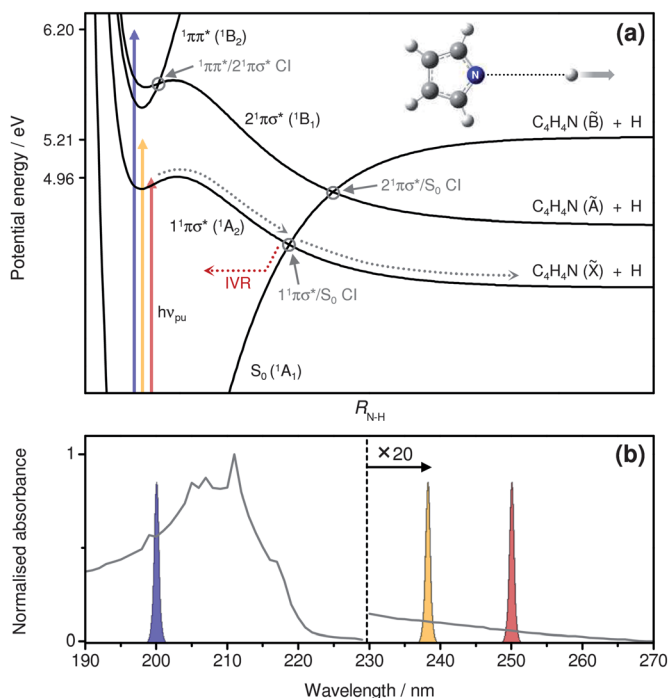 (a)
6.20
5.21
4.96
Potential energy / eV
¹ππ* (¹B₂)
¹ππ*/2¹πσ* CI
2¹πσ* (¹B₁)
N
C₄H₄N (B̃) + H
2¹πσ*/S₀ CI
C₄H₄N (Ã) + H
1¹πσ* (¹A₂)
C₄H₄N (X̃) + H
IVR
1¹πσ*/S₀ CI
hνₚᵤ
S₀ (¹A₁)
R_N-H
(b)
×20
1
0
Normalised absorbance
190 200 210 220 230 240 250 260 270
Wavelength / nm